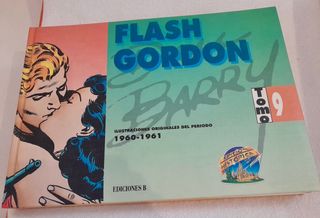 FLASH
GORDON
BARRY
ILUSTRACIONES ORIGINALES DEL PERIODO
1960-1961
Tomo 9
EDICIONES B